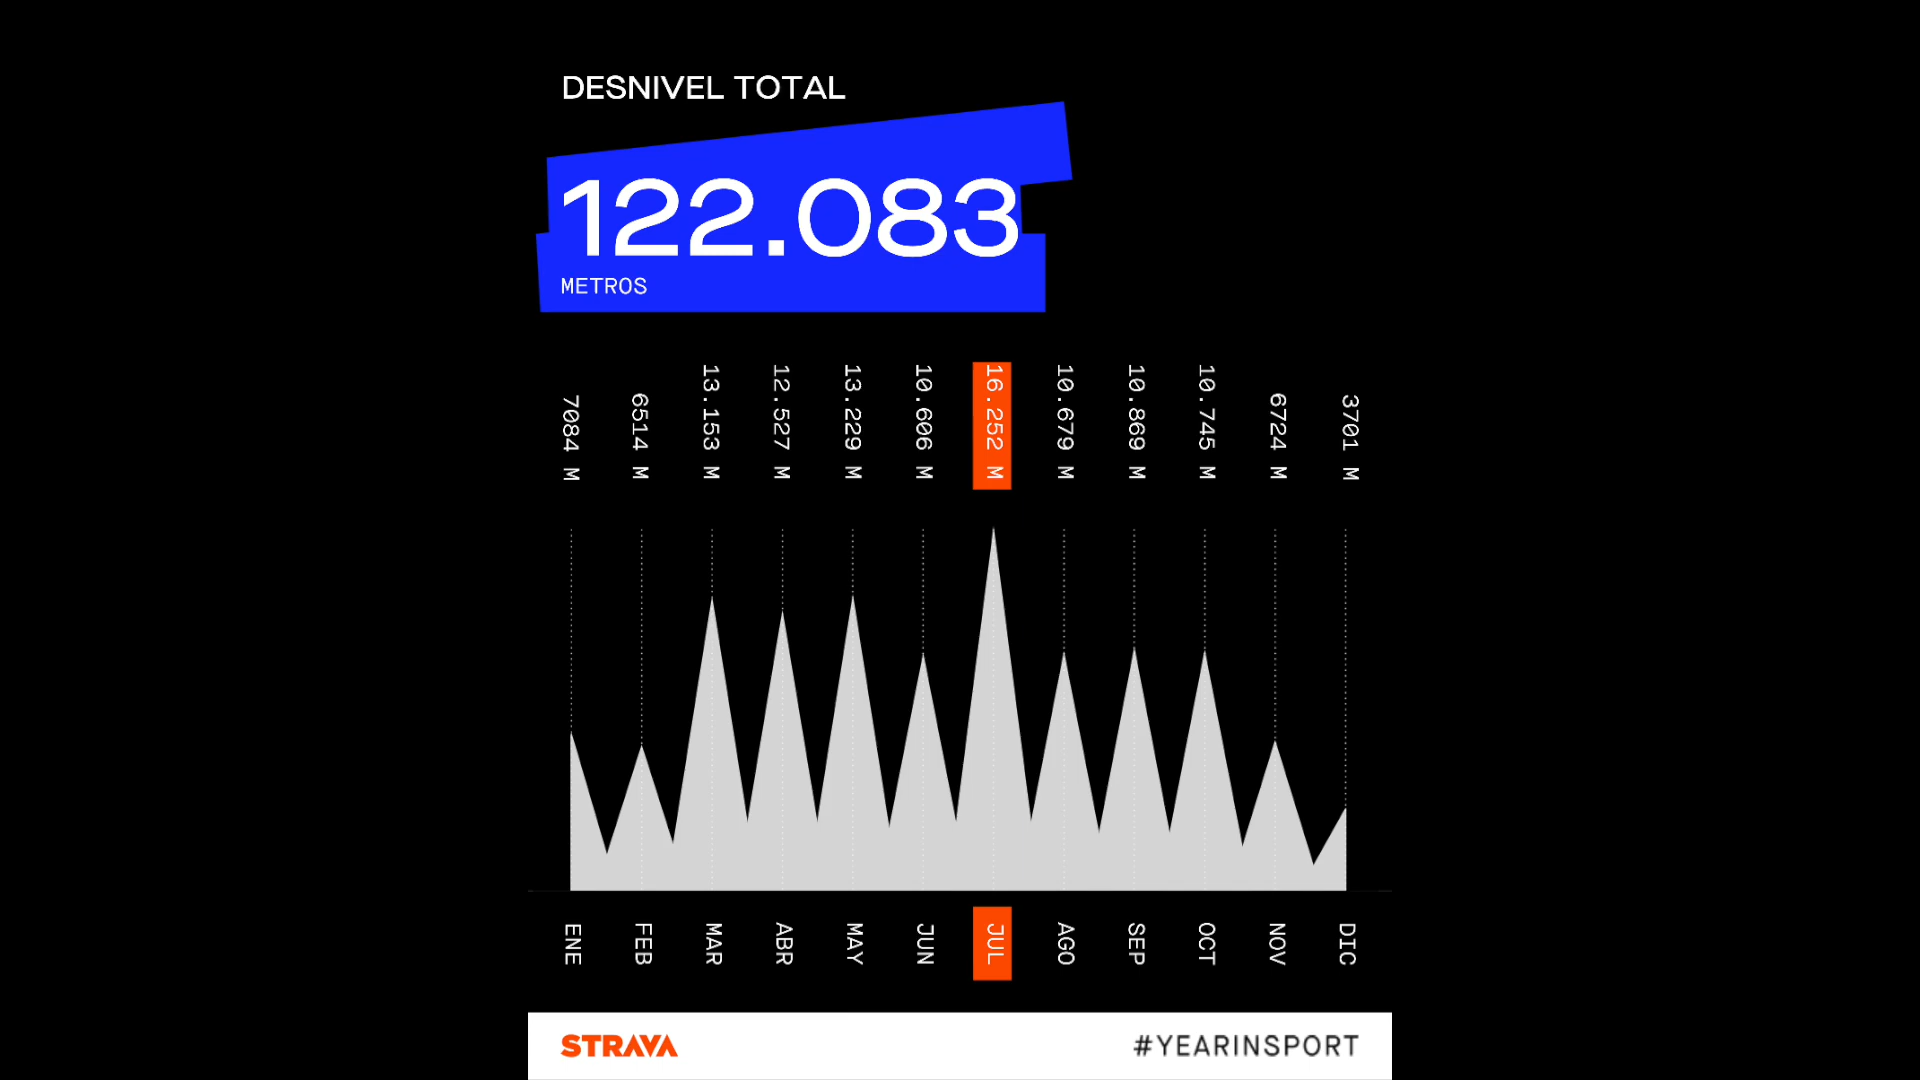 DESNIVEL TOTAL
122.083
METROS
7084 M
6514 M
13.153 M
12.527 M
13.229 M
10.606 M
16.252 M
10.679 M
10.869 M
10.745 M
6724 M
3701 M
ENE
FEB
MAR
ABR
MAY
JUN
JUL
AGO
SEP
OCT
NOV
DIC
STRAVA
#YEARINSPORT